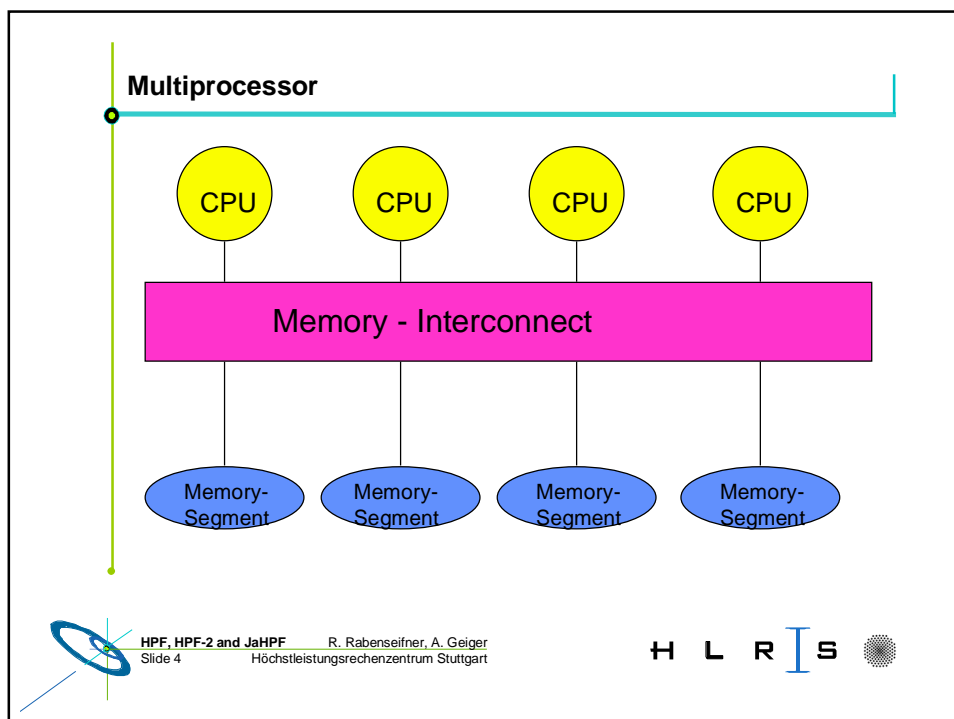 Multiprocessor
CPU CPU CPU CPU
Memory - Interconnect
Memory- Memory- Memory- Memory-
Segment Segment Segment Segment
HPF, HPF-2 and JaHPF R. Rabenseifner, A. Geiger
Slide 4 Höchstleistungsrechenzentrum Stuttgart
H L R I S